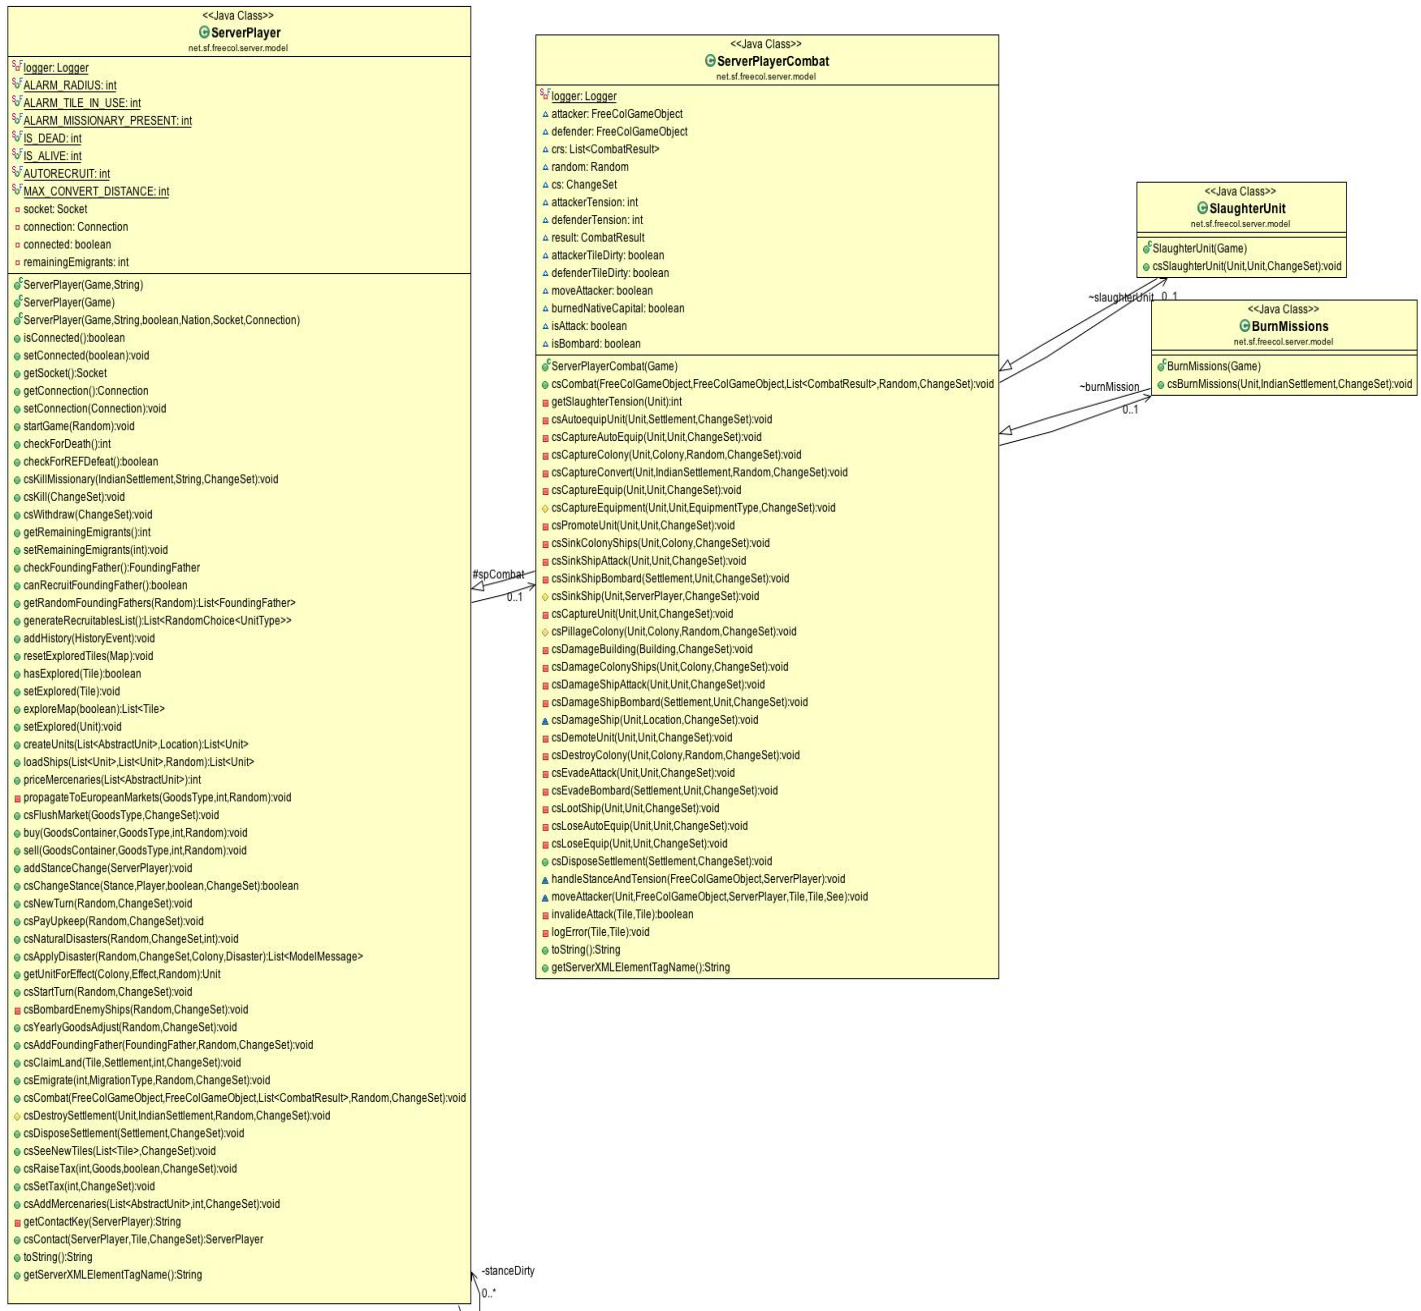 <<Java Class>>
ServerPlayer
net.sf.freecol.server.model
logger: Logger
ALARM_RADIUS: int
ALARM_TILE_IN_USE: int
ALARM_MISSIONARY_PRESENT: int
IS_DEAD: int
IS_ALIVE: int
AUTORECRUIT: int
MAX_CONVERT_DISTANCE: int
socket: Socket
connection: Connection
connected: boolean
remainingEmigrants: int
ServerPlayer(Game,String)
ServerPlayer(Game)
ServerPlayer(Game,String,boolean,Nation,Socket,Connection)
isConnected():boolean
setConnected(boolean):void
getSocket():Socket
getConnection():Connection
setConnection(Connection):void
startGame(Random):void
checkForDeath():int
checkForREFDefeat():boolean
csKillMissionary(IndianSettlement,String,ChangeSet):void
csKill(ChangeSet):void
csWithdraw(ChangeSet):void
getRemainingEmigrants():int
setRemainingEmigrants(int):void
checkFoundingFather():FoundingFather
canRecruitFoundingFather():boolean
getRandomFoundingFathers(Random):List<FoundingFather>
generateRecruitablesList():List<RandomChoice<UnitType>>
addHistory(HistoryEvent):void
resetExploredTiles(Map):void
hasExplored(Tile):boolean
setExplored(Tile):void
exploreMap(boolean):List<Tile>
setExplored(Unit):void
createUnits(List<AbstractUnit>,Location):List<Unit>
loadShips(List<Unit>,List<Unit>,Random):List<Unit>
priceMercenaries(List<AbstractUnit>):int
propagateToEuropeanMarkets(GoodsType,int,Random):void
csFlushMarket(GoodsType,ChangeSet):void
buy(GoodsContainer,GoodsType,int,Random):void
sell(GoodsContainer,GoodsType,int,Random):void
addStanceChange(ServerPlayer):void
csChangeStance(Stance,Player,boolean,ChangeSet):boolean
csNewTurn(Random,ChangeSet):void
csPayUpkeep(Random,ChangeSet):void
csNaturalDisasters(Random,ChangeSet,int):void
csApplyDisaster(Random,ChangeSet,Colony,Disaster):List<ModelMessage>
getUnitForEffect(Colony,Effect,Random):Unit
csStartTurn(Random,ChangeSet):void
csBombardEnemyShips(Random,ChangeSet):void
csYearlyGoodsAdjust(Random,ChangeSet):void
csAddFoundingFather(FoundingFather,Random,ChangeSet):void
csClaimLand(Tile,Settlement,int,ChangeSet):void
csEmigrate(int,MigrationType,Random,ChangeSet):void
csCombat(FreeColGameObject,FreeColGameObject,List<CombatResult>,Random,ChangeSet):void
csDestroySettlement(Unit,IndianSettlement,Random,ChangeSet):void
csDisposeSettlement(Settlement,ChangeSet):void
csSeeNewTiles(List<Tile>,ChangeSet):void
csRaiseTax(int,Goods,boolean,ChangeSet):void
csSetTax(int,ChangeSet):void
csAddMercenaries(List<AbstractUnit>,int,ChangeSet):void
getContactKey(ServerPlayer):String
csContact(ServerPlayer,Tile,ChangeSet):ServerPlayer
toString():String
getServerXMLElementTagName():String
-stanceDirty
0..*
#spCombat
0..1
<<Java Class>>
ServerPlayerCombat
net.sf.freecol.server.model
logger: Logger
attacker: FreeColGameObject
defender: FreeColGameObject
crs: List<CombatResult>
random: Random
cs: ChangeSet
attackerTension: int
defenderTension: int
result: CombatResult
attackerTileDirty: boolean
defenderTileDirty: boolean
moveAttacker: boolean
burnedNativeCapital: boolean
isAttack: boolean
isBombard: boolean
ServerPlayerCombat(Game)
csCombat(FreeColGameObject,FreeColGameObject,List<CombatResult>,Random,ChangeSet):void
getSlaughterTension(Unit):int
csAutoequipUnit(Unit,Settlement,ChangeSet):void
csCaptureAutoEquip(Unit,Unit,ChangeSet):void
csCaptureColony(Unit,Colony,Random,ChangeSet):void
csCaptureConvert(Unit,IndianSettlement,Random,ChangeSet):void
csCaptureEquip(Unit,Unit,ChangeSet):void
csCaptureEquipment(Unit,Unit,EquipmentType,ChangeSet):void
csPromoteUnit(Unit,Unit,ChangeSet):void
csSinkColonyShips(Unit,Colony,ChangeSet):void
csSinkShipAttack(Unit,Unit,ChangeSet):void
csSinkShipBombard(Settlement,Unit,ChangeSet):void
csSinkShip(Unit,ServerPlayer,ChangeSet):void
csCaptureUnit(Unit,Unit,ChangeSet):void
csPillageColony(Unit,Colony,Random,ChangeSet):void
csDamageBuilding(Building,ChangeSet):void
csDamageColonyShips(Unit,Colony,ChangeSet):void
csDamageShipAttack(Unit,Unit,ChangeSet):void
csDamageShipBombard(Settlement,Unit,ChangeSet):void
csDamageShip(Unit,Location,ChangeSet):void
csDemoteUnit(Unit,Unit,ChangeSet):void
csDestroyColony(Unit,Colony,Random,ChangeSet):void
csEvadeAttack(Unit,Unit,ChangeSet):void
csEvadeBombard(Settlement,Unit,ChangeSet):void
csLootShip(Unit,Unit,ChangeSet):void
csLoseAutoEquip(Unit,Unit,ChangeSet):void
csLoseEquip(Unit,Unit,ChangeSet):void
csDisposeSettlement(Settlement,ChangeSet):void
handleStanceAndTension(FreeColGameObject,ServerPlayer):void
moveAttacker(Unit,FreeColGameObject,ServerPlayer,Tile,Tile,See):void
invalideAttack(Tile,Tile):boolean
logError(Tile,Tile):void
toString():String
getServerXMLElementTagName():String
<<Java Class>>
SlaughterUnit
net.sf.freecol.server.model
SlaughterUnit(Game)
csSlaughterUnit(Unit,Unit,ChangeSet):void
~slaughterUnit
0..1
<<Java Class>>
BurnMissions
net.sf.freecol.server.model
BurnMissions(Game)
csBurnMissions(Unit,IndianSettlement,ChangeSet):void
~burnMission
0..1